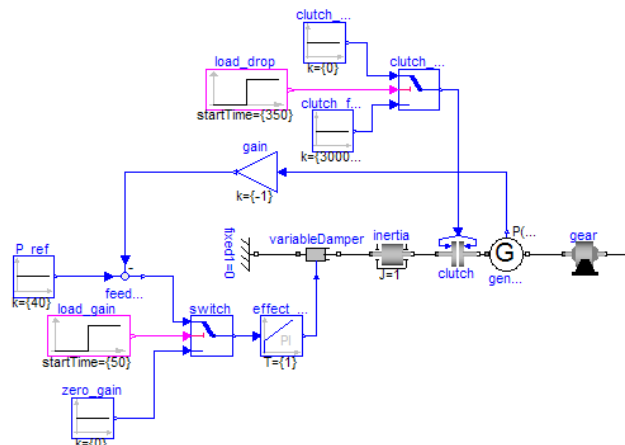 clutch_...
k={0}
load_drop
clutch_...
startTime={350}
clutch_f...
k={3000...
gain
k={-1}
fixed1=0
variableDamper
inertia
J=1
clutch
P(...
G
gen...
gear
P_ref
k={40}
-
feed...
load_gain
startTime={50}
switch
effect_...
PI
T={1}
zero_gain
k={0}